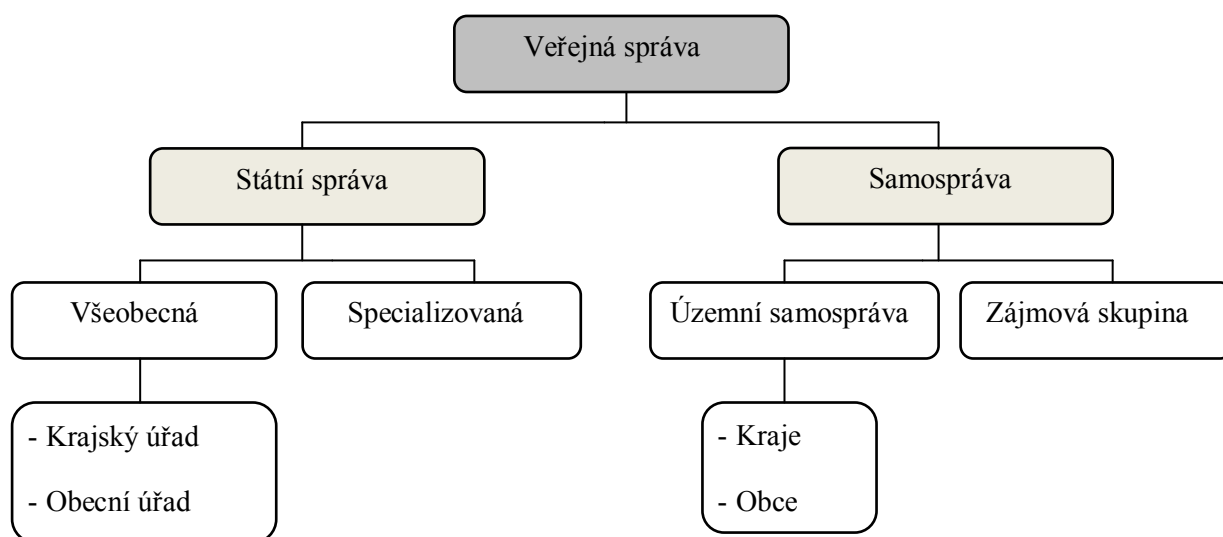 Veřejná správa
Státní správa
Samospráva
Všeobecná
Specializovaná
Územní samospráva
Zájmová skupina
- Krajský úřad
- Obecní úřad
- Kraje
- Obce